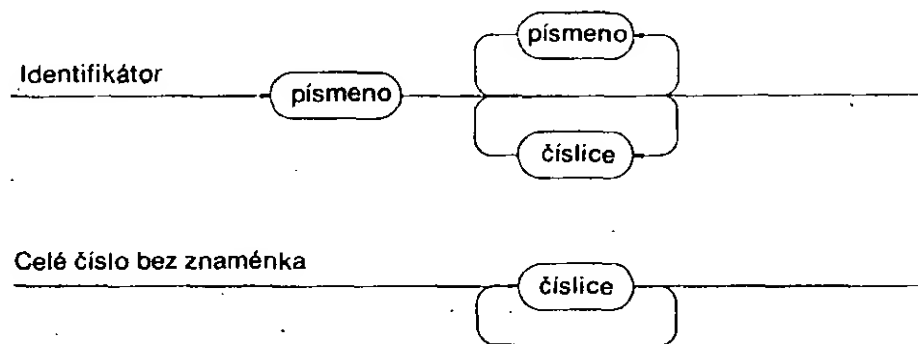 písmeno
Identifikátor
písmeno
číslice
Celé číslo bez znaménka
číslice